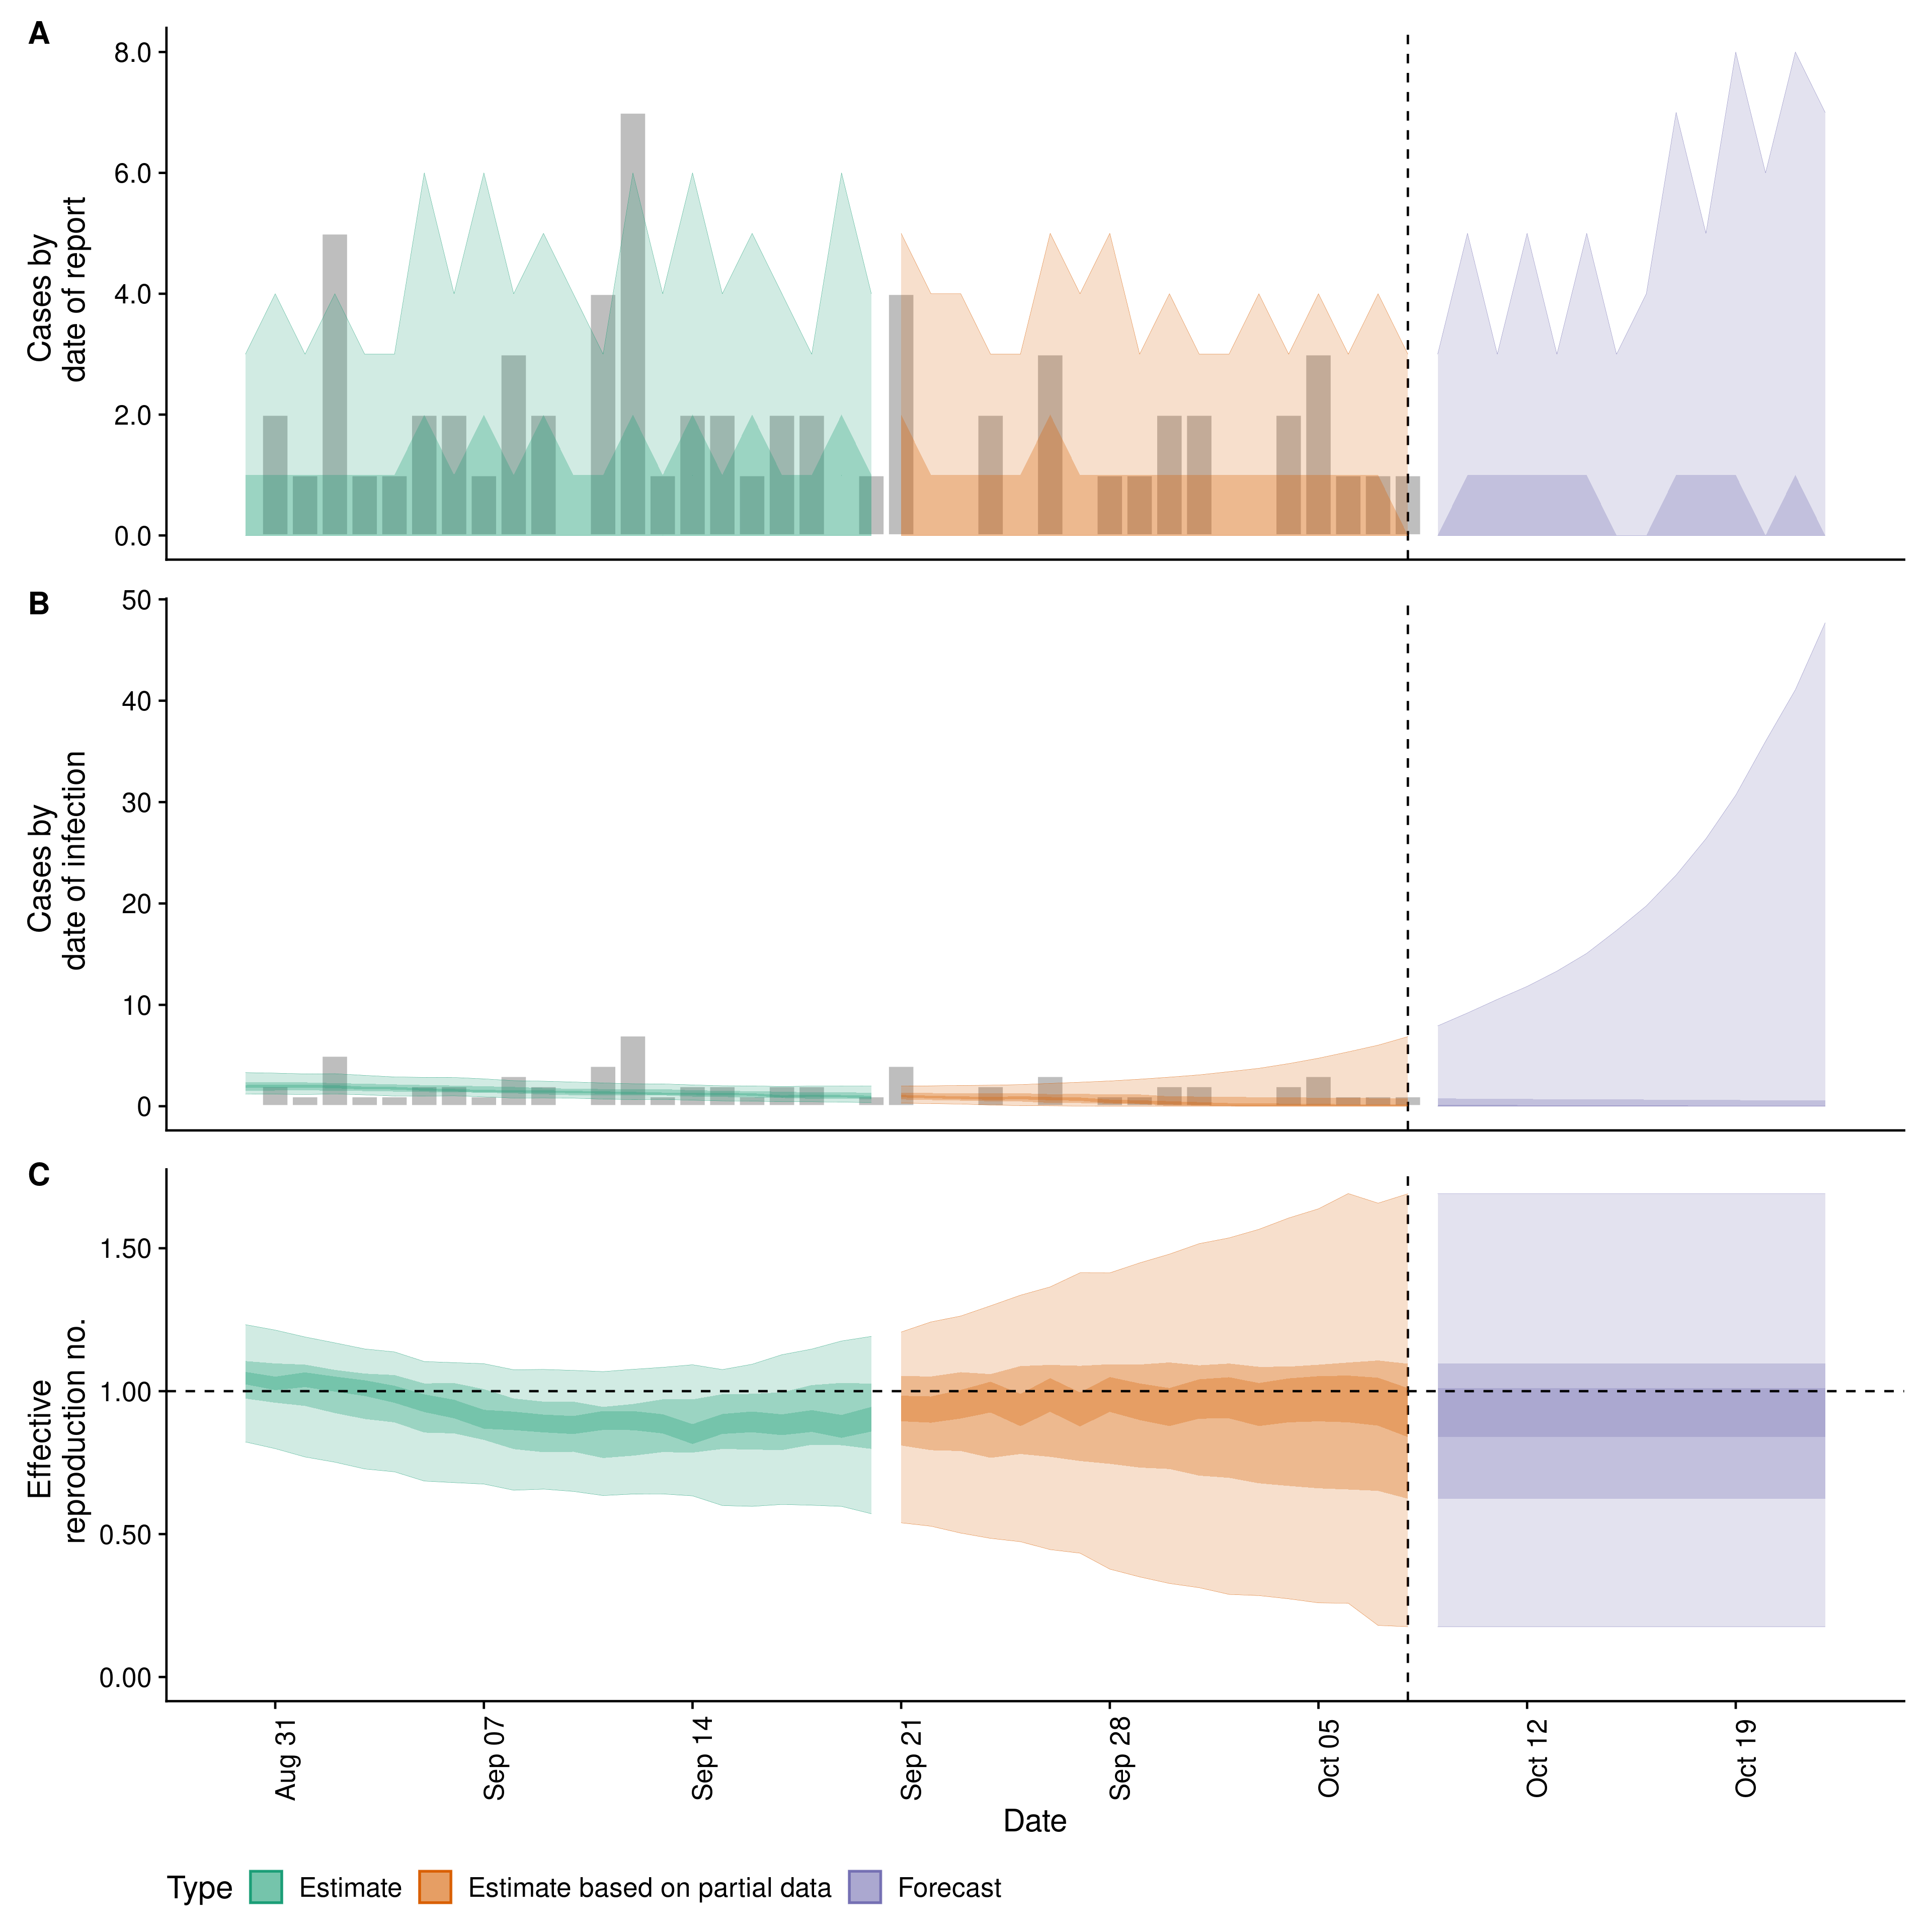 A
8.0
6.0
4.0
2.0
0.0
Cases by
date of report
B
50
40
30
20
10
0
Cases by
date of infection
C
1.50
1.00
0.50
0.00
Effective
reproduction no.
Aug 31
Sep 07
Sep 14
Sep 21
Sep 28
Oct 05
Oct 12
Oct 19
Date
Type Estimate Estimate based on partial data Forecast